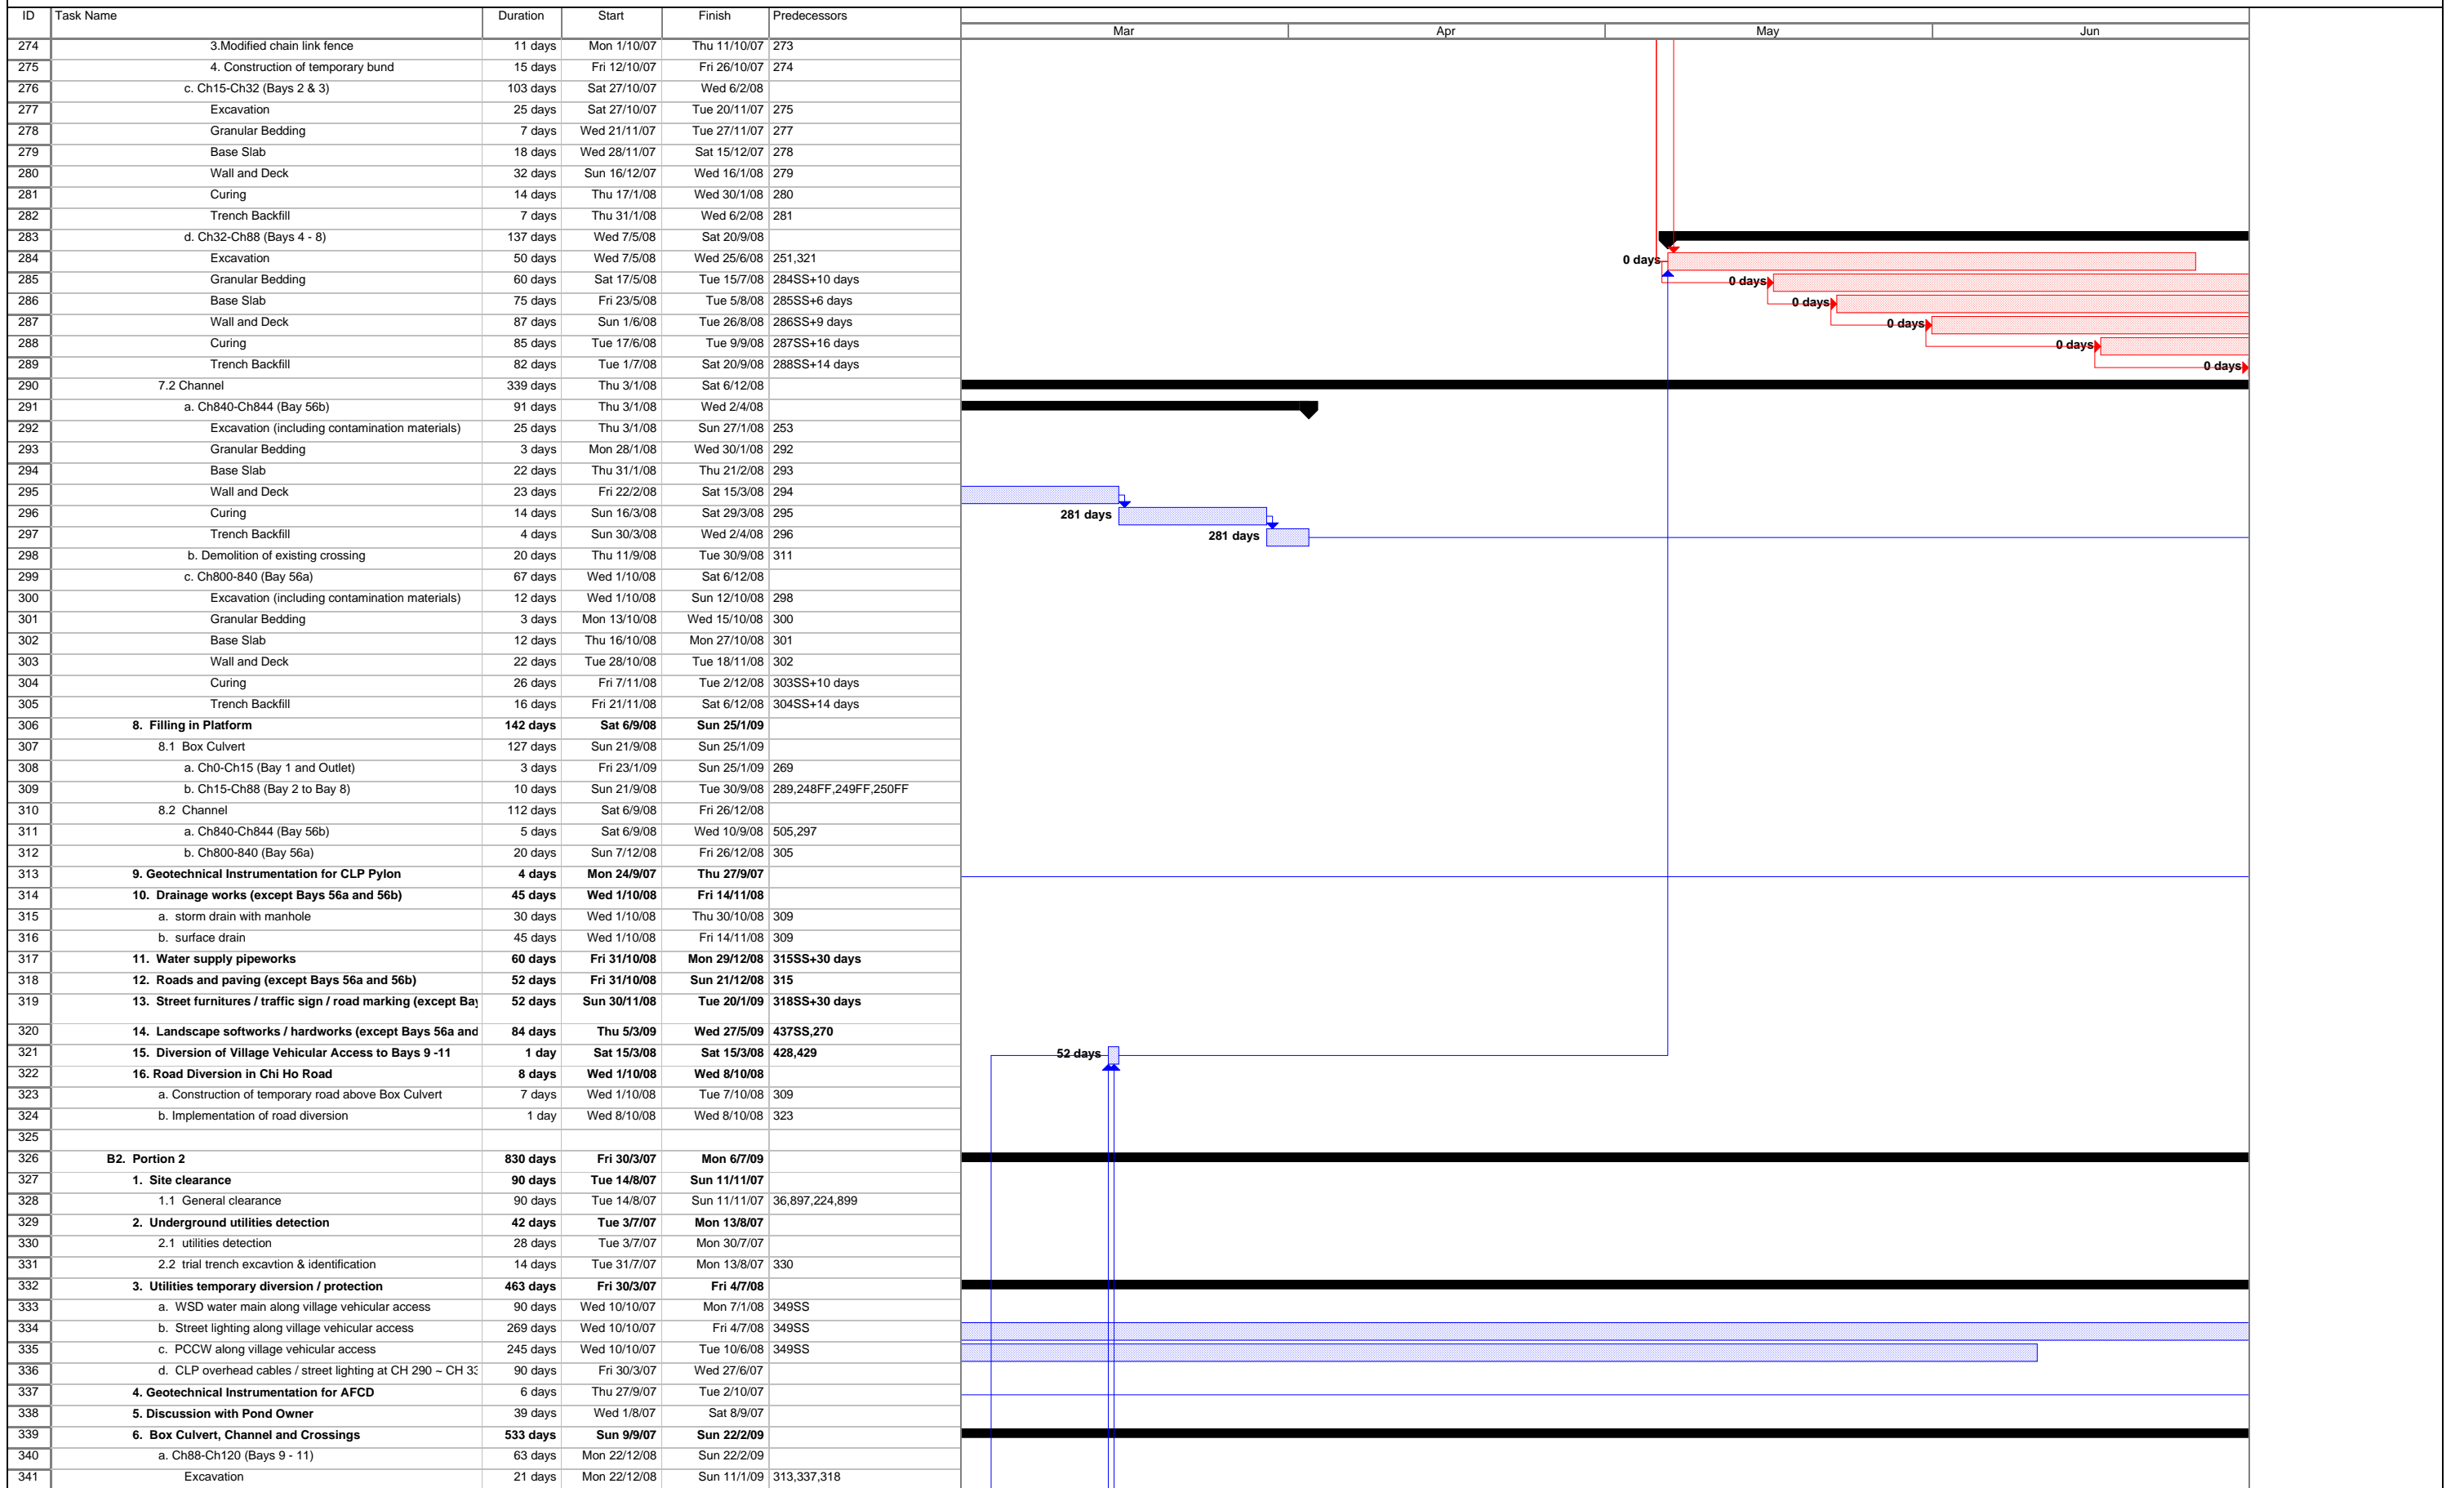 ID Task Name Duration Start Finish Predecessors
Mar Apr May Jun
274 3.Modified chain link fence 11 days Mon 1/10/07 Thu 11/10/07 273
275 4. Construction of temporary bund 15 days Fri 12/10/07 Fri 26/10/07 274
276 c. Ch15-Ch32 (Bays 2 & 3) 103 days Sat 27/10/07 Wed 6/2/08
277 Excavation 25 days Sat 27/10/07 Tue 20/11/07 275
278 Granular Bedding 7 days Wed 21/11/07 Tue 27/11/07 277
279 Base Slab 18 days Wed 28/11/07 Sat 15/12/07 278
280 Wall and Deck 32 days Sun 16/12/07 Wed 16/1/08 279
281 Curing 14 days Thu 17/1/08 Wed 30/1/08 280
282 Trench Backfill 7 days Thu 31/1/08 Wed 6/2/08 281
283 d. Ch32-Ch88 (Bays 4 - 8) 137 days Wed 7/5/08 Sat 20/9/08
284 Excavation 50 days Wed 7/5/08 Wed 25/6/08 251,321 0 days
285 Granular Bedding 60 days Sat 17/5/08 Tue 15/7/08 284SS+10 days 0 days
286 Base Slab 75 days Fri 23/5/08 Tue 5/8/08 285SS+6 days 0 days
287 Wall and Deck 87 days Sun 1/6/08 Tue 26/8/08 286SS+9 days 0 days
288 Curing 85 days Tue 17/6/08 Tue 9/9/08 287SS+16 days 0 days
289 Trench Backfill 82 days Tue 1/7/08 Sat 20/9/08 288SS+14 days 0 days
290 7.2 Channel 339 days Thu 3/1/08 Sat 6/12/08
291 a. Ch840-Ch844 (Bay 56b) 91 days Thu 3/1/08 Wed 2/4/08
292 Excavation (including contamination materials) 25 days Thu 3/1/08 Sun 27/1/08 253
293 Granular Bedding 3 days Mon 28/1/08 Wed 30/1/08 292
294 Base Slab 22 days Thu 31/1/08 Thu 21/2/08 293
295 Wall and Deck 23 days Fri 22/2/08 Sat 15/3/08 294
296 Curing 14 days Sun 16/3/08 Sat 29/3/08 295 281 days
297 Trench Backfill 4 days Sun 30/3/08 Wed 2/4/08 296 281 days
298 b. Demolition of existing crossing 20 days Thu 11/9/08 Tue 30/9/08 311
299 c. Ch800-840 (Bay 56a) 67 days Wed 1/10/08 Sat 6/12/08
300 Excavation (including contamination materials) 12 days Wed 1/10/08 Sun 12/10/08 298
301 Granular Bedding 3 days Mon 13/10/08 Wed 15/10/08 300
302 Base Slab 12 days Thu 16/10/08 Mon 27/10/08 301
303 Wall and Deck 22 days Tue 28/10/08 Tue 18/11/08 302
304 Curing 26 days Fri 7/11/08 Tue 2/12/08 303SS+10 days
305 Trench Backfill 16 days Fri 21/11/08 Sat 6/12/08 304SS+14 days
306 8. Filling in Platform 142 days Sat 6/9/08 Sun 25/1/09
307 8.1 Box Culvert 127 days Sun 21/9/08 Sun 25/1/09
308 a. Ch0-Ch15 (Bay 1 and Outlet) 3 days Fri 23/1/09 Sun 25/1/09 269
309 b. Ch15-Ch88 (Bay 2 to Bay 8) 10 days Sun 21/9/08 Tue 30/9/08 289,248FF,249FF,250FF
310 8.2 Channel 112 days Sat 6/9/08 Fri 26/12/08
311 a. Ch840-Ch844 (Bay 56b) 5 days Sat 6/9/08 Wed 10/9/08 505,297
312 b. Ch800-840 (Bay 56a) 20 days Sun 7/12/08 Fri 26/12/08 305
313 9. Geotechnical Instrumentation for CLP Pylon 4 days Mon 24/9/07 Thu 27/9/07
314 10. Drainage works (except Bays 56a and 56b) 45 days Wed 1/10/08 Fri 14/11/08
315 a. storm drain with manhole 30 days Wed 1/10/08 Thu 30/10/08 309
316 b. surface drain 45 days Wed 1/10/08 Fri 14/11/08 309
317 11. Water supply pipeworks 60 days Fri 31/10/08 Mon 29/12/08 315SS+30 days
318 12. Roads and paving (except Bays 56a and 56b) 52 days Fri 31/10/08 Sun 21/12/08 315
319 13. Street furnitures / traffic sign / road marking (except Bay 52 days Sun 30/11/08 Tue 20/1/09 318SS+30 days
320 14. Landscape softworks / hardworks (except Bays 56a and 84 days Thu 5/3/09 Wed 27/5/09 437SS,270
321 15. Diversion of Village Vehicular Access to Bays 9 -11 1 day Sat 15/3/08 Sat 15/3/08 428,429 52 days
322 16. Road Diversion in Chi Ho Road 8 days Wed 1/10/08 Wed 8/10/08
323 a. Construction of temporary road above Box Culvert 7 days Wed 1/10/08 Tue 7/10/08 309
324 b. Implementation of road diversion 1 day Wed 8/10/08 Wed 8/10/08 323
325
326 B2. Portion 2 830 days Fri 30/3/07 Mon 6/7/09
327 1. Site clearance 90 days Tue 14/8/07 Sun 11/11/07
328 1.1 General clearance 90 days Tue 14/8/07 Sun 11/11/07 36,897,224,899
329 2. Underground utilities detection 42 days Tue 3/7/07 Mon 13/8/07
330 2.1 utilities detection 28 days Tue 3/7/07 Mon 30/7/07
331 2.2 trial trench excavtion & identification 14 days Tue 31/7/07 Mon 13/8/07 330
332 3. Utilities temporary diversion / protection 463 days Fri 30/3/07 Fri 4/7/08
333 a. WSD water main along village vehicular access 90 days Wed 10/10/07 Mon 7/1/08 349SS
334 b. Street lighting along village vehicular access 269 days Wed 10/10/07 Fri 4/7/08 349SS
335 c. PCCW along village vehicular access 245 days Wed 10/10/07 Tue 10/6/08 349SS
336 d. CLP overhead cables / street lighting at CH 290 ~ CH 33 90 days Fri 30/3/07 Wed 27/6/07
337 4. Geotechnical Instrumentation for AFCD 6 days Thu 27/9/07 Tue 2/10/07
338 5. Discussion with Pond Owner 39 days Wed 1/8/07 Sat 8/9/07
339 6. Box Culvert, Channel and Crossings 533 days Sun 9/9/07 Sun 22/2/09
340 a. Ch88-Ch120 (Bays 9 - 11) 63 days Mon 22/12/08 Sun 22/2/09
341 Excavation 21 days Mon 22/12/08 Sun 11/1/09 313,337,318